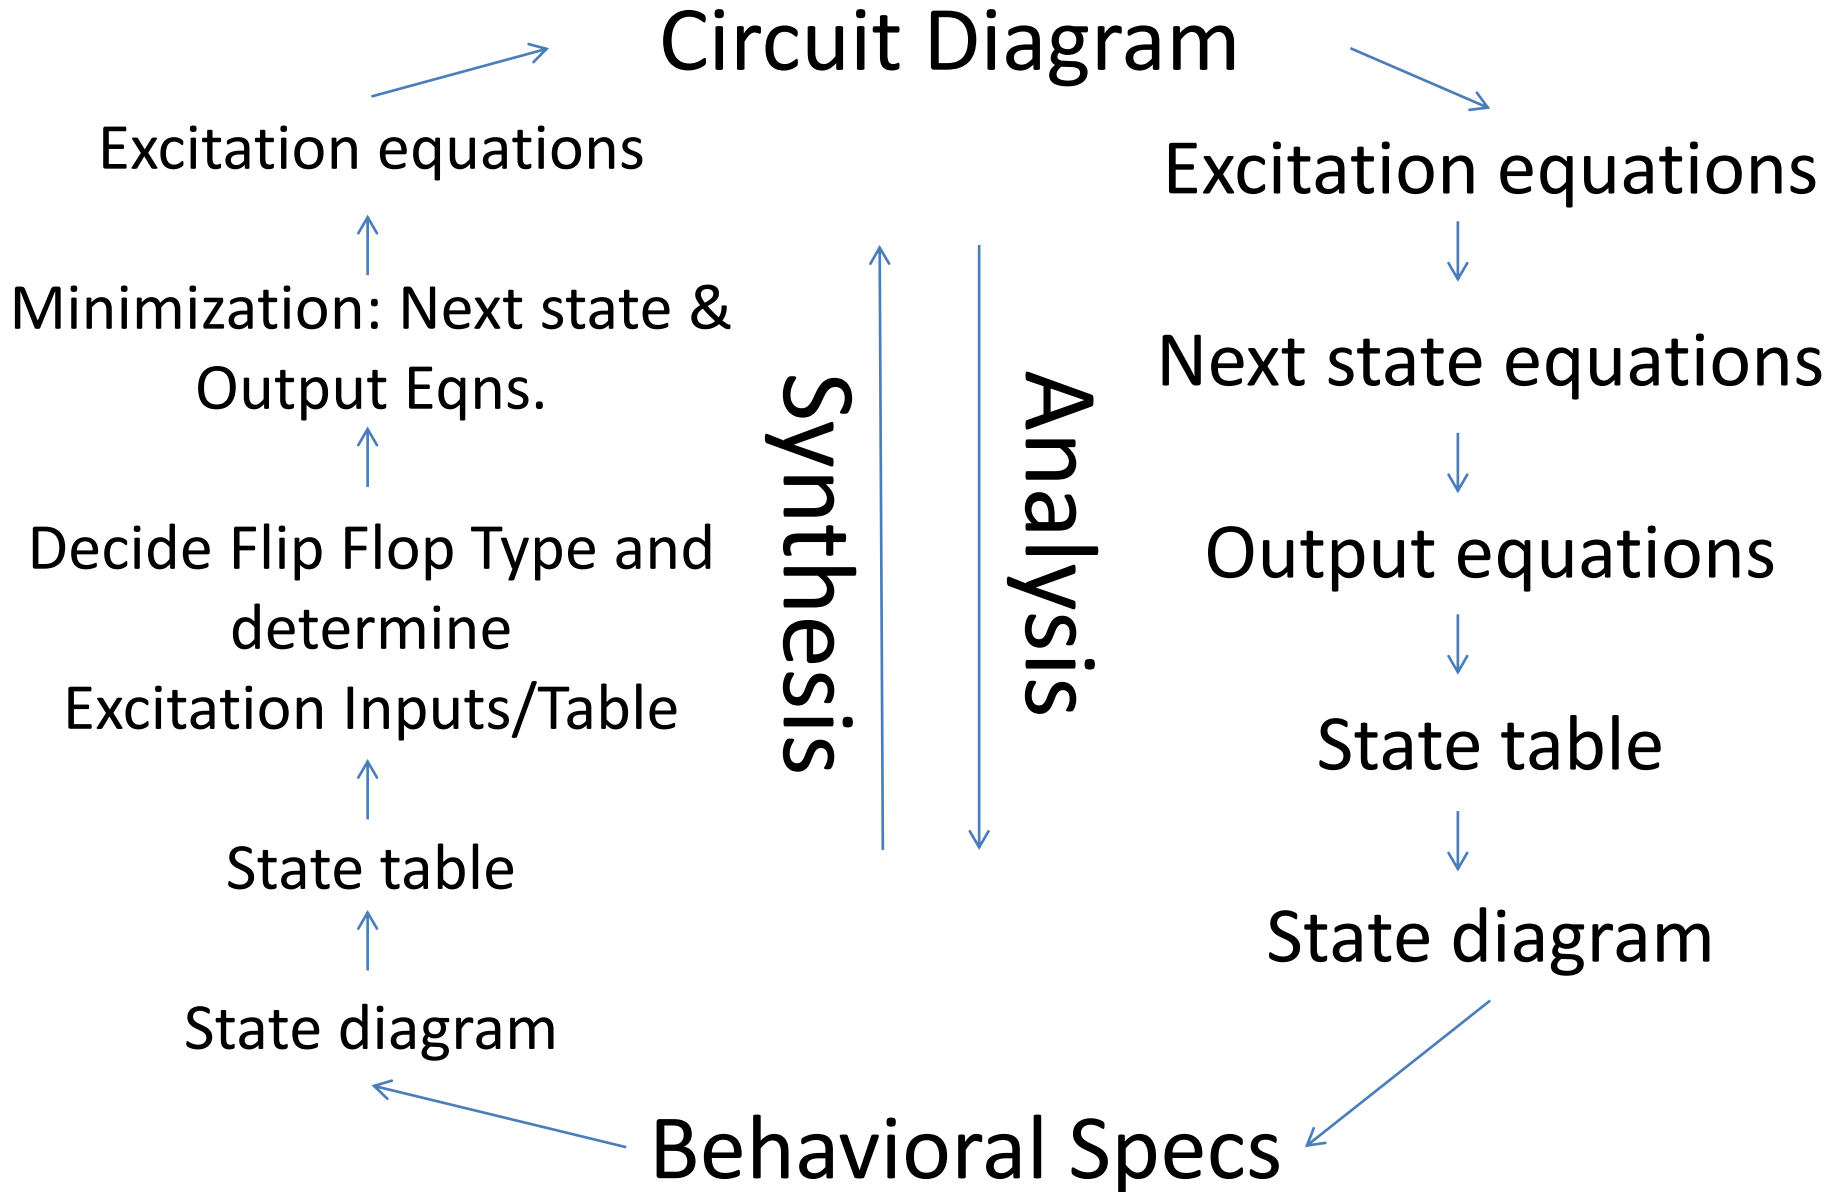 Circuit Diagram
Excitation equations
Minimization: Next state &
Output Eqns.
Decide Flip Flop Type and
determine
Excitation Inputs/Table
State table
State diagram
Synthesis
Analysis
Excitation equations
Next state equations
Output equations
State table
State diagram
Behavioral Specs